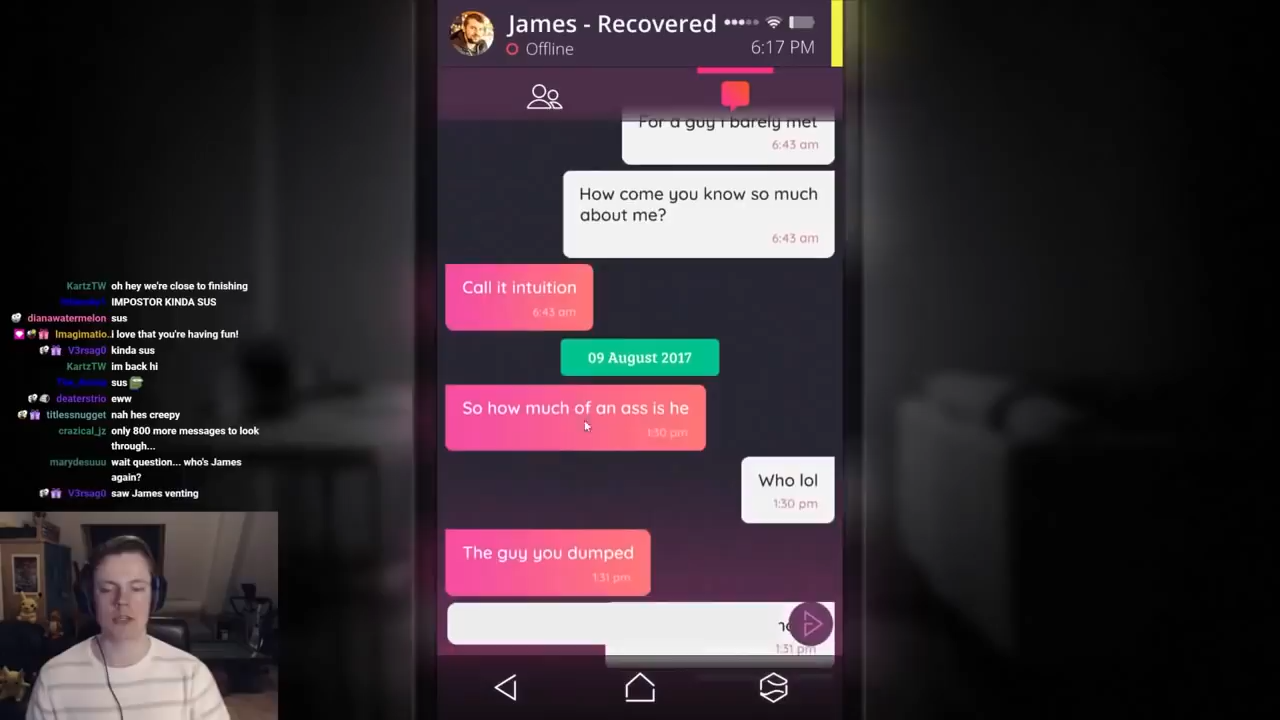 James - Recovered
Offline
6:17 PM
For a guy I barely met
6:43 am
How come you know so much
about me?
6:43 am
Call it intuition
6:43 am
09 August 2017
So how much of an ass is he
1:30 pm
Who lol
1:30 pm
The guy you dumped
1:31 pm
1:31 pm
KartzTW oh hey we're close to finishing
IMPOSTOR KINDA SUS
dianawatermelon sus
Imaginatio.. i love that you're having fun!
V3rsag0 kinda sus
KartzTW im back hi
sus
deaterstrio eww
titlessnugget nah hes creepy
crazical_jz only 800 more messages to look
through...
marydesuuu wait question... who's James
again?
V3rsag0 saw James venting